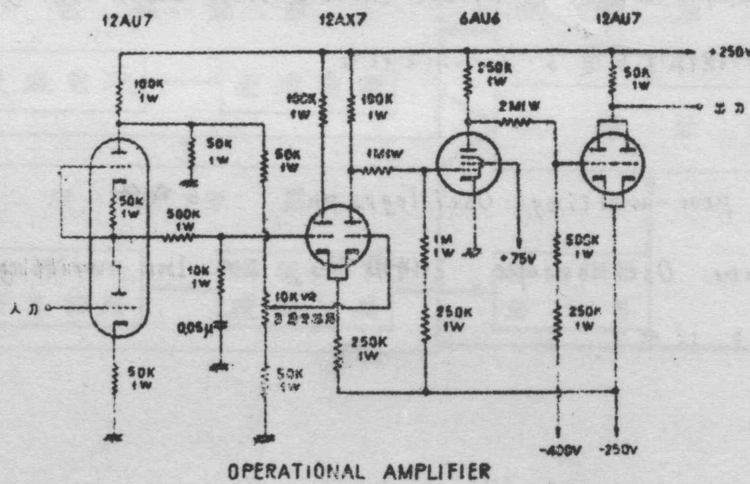 12AU7 12AX7 6AU6 12AU7
+250V
100K 1W
50K 1W
50K 1W
100K 1W
100K 1W
250K 1W
2M1W
50K 1W
出力
1M1W
50K 1W
500K 1W
10K 1W
0,05μ
入力
10K VR
+75V
1M 1W
500K 1W
250K 1W
250K 1W
250K 1W
50K 1W
50K 1W
-400V -250V
OPERATIONAL AMPLIFIER